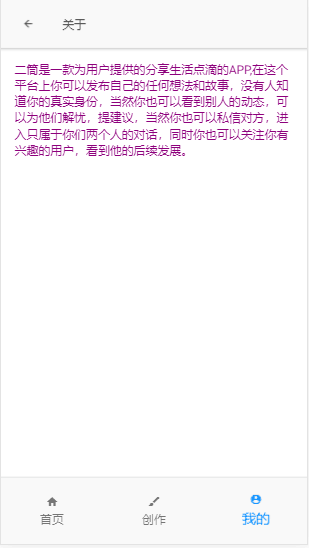 关于
二筒是一款为用户提供的分享生活点滴的APP,在这个
平台上你可以发布自己的任何想法和故事，没有人知
道你的真实身份，当然你也可以看到别人的动态，可
以为他们解忧，提建议，当然你也可以私信对方，进
入只属于你们两个人的对话，同时你也可以关注你有
兴趣的用户，看到他的后续发展。
首页 创作 我的